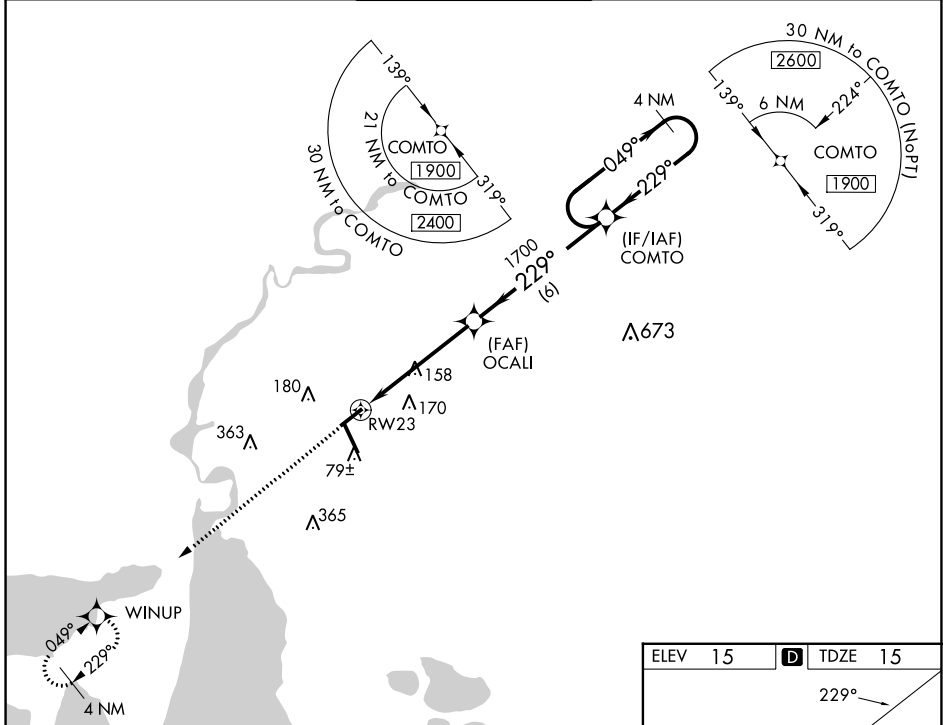 30 NM to COMTO (NoPT)
2600
139°
224°
6 NM
COMTO
1900
319°
139°
COMTO
1900
21 NM to COMTO
2400
30 NM to COMTO
319°
4 NM
049°
229°
(IF/IAF)
COMTO
1700
229°
(6)
(FAF)
OCALI
673
158
180
170
RW23
363
79±
365
WINUP
049°
229°
4 NM
ELEV 15 D TDZE 15
229°